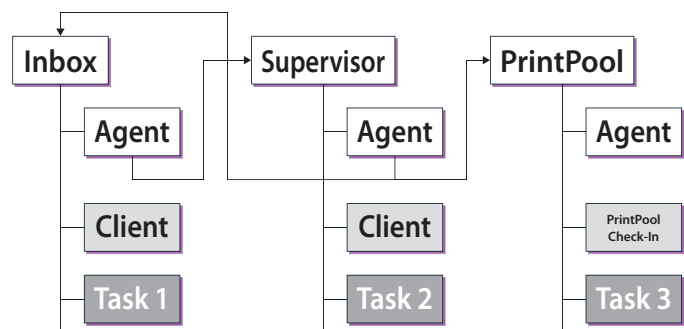 Inbox
Supervisor
PrintPool
Agent
Agent
Agent
Client
Client
PrintPool
Check-In
Task 1
Task 2
Task 3